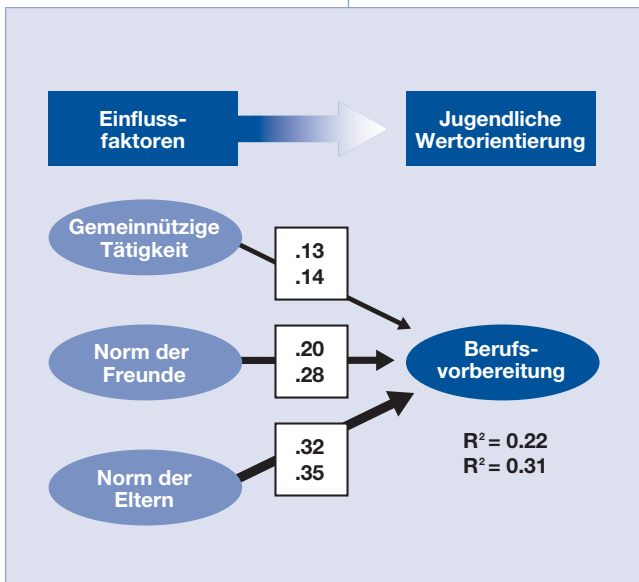 Einfluss-
faktoren
Jugendliche
Wertorientierung
Gemeinnützige
Tätigkeit
.13
.14
Norm der
Freunde
.20
.28
Berufs-
vorbereitung
Norm der
Eltern
.32
.35
R² = 0.22
R² = 0.31